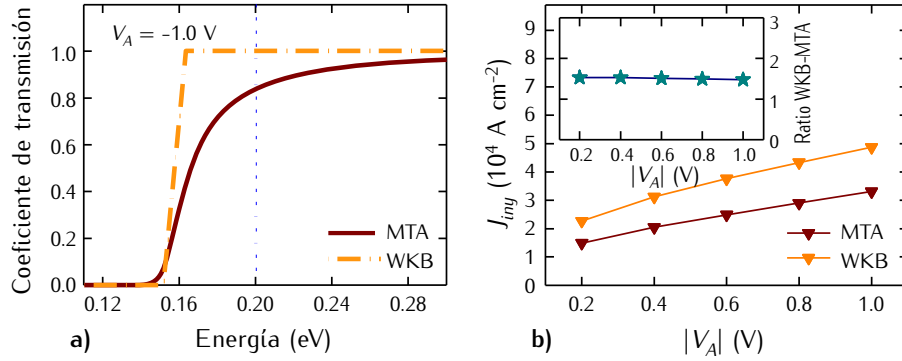 Coeficiente de transmisión
V_A = -1.0 V
1.0
0.8
0.6
0.4
0.2
0.0
MTA
WKB
0.12
0.16
0.20
0.24
0.28
a)
Energía (eV)
J_iny (10^4 A cm^-2)
9
8
7
6
5
4
3
2
1
0
3
2
1
0
Ratio WKB-MTA
0.2
0.4
0.6
0.8
1.0
|V_A| (V)
MTA
WKB
0.2
0.4
0.6
0.8
1.0
b)
|V_A| (V)